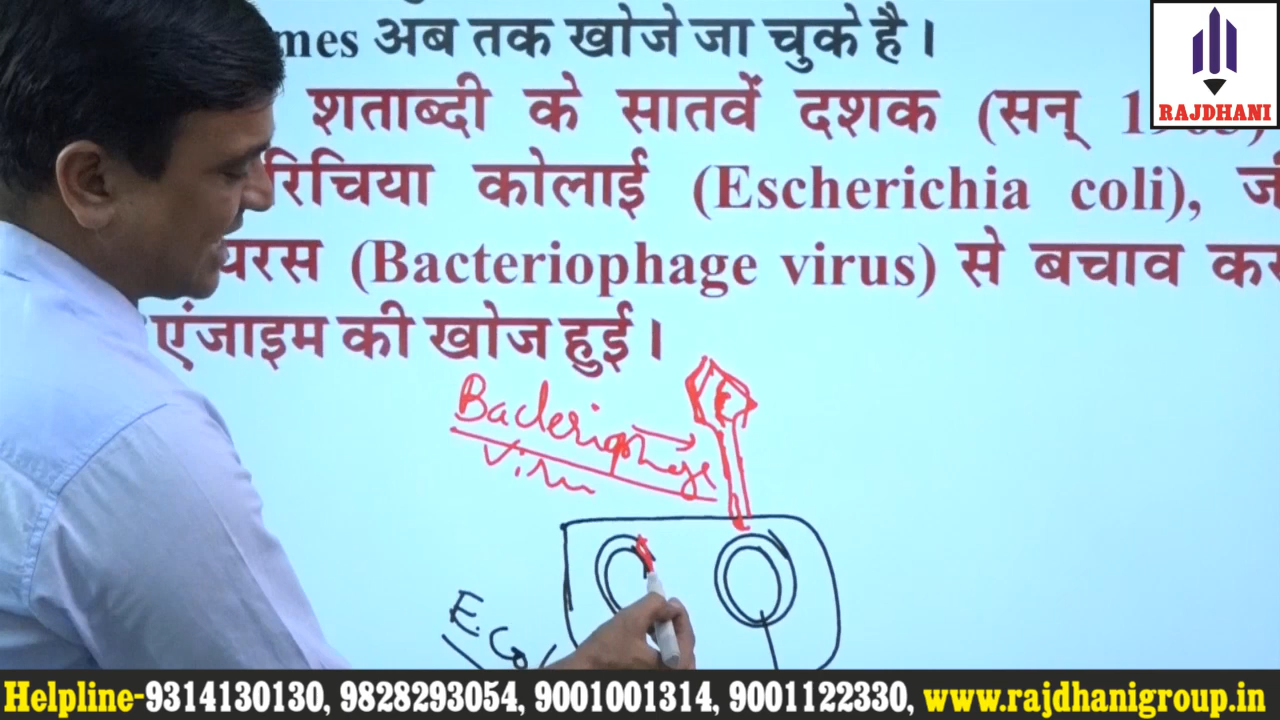 mes अब तक खोजे जा चुके है।
शताब्दी के सातवें दशक (सन्
रिचिया कोलाई (Escherichia coli),
यरस (Bacteriophage virus) से बचाव
एंजाइम की खोज हुई।
RAJDHANI
Bacteriophage
E. Co
Helpline-9314130130, 9828293054, 9001001314, 9001122330, www.rajdhanigroup.in